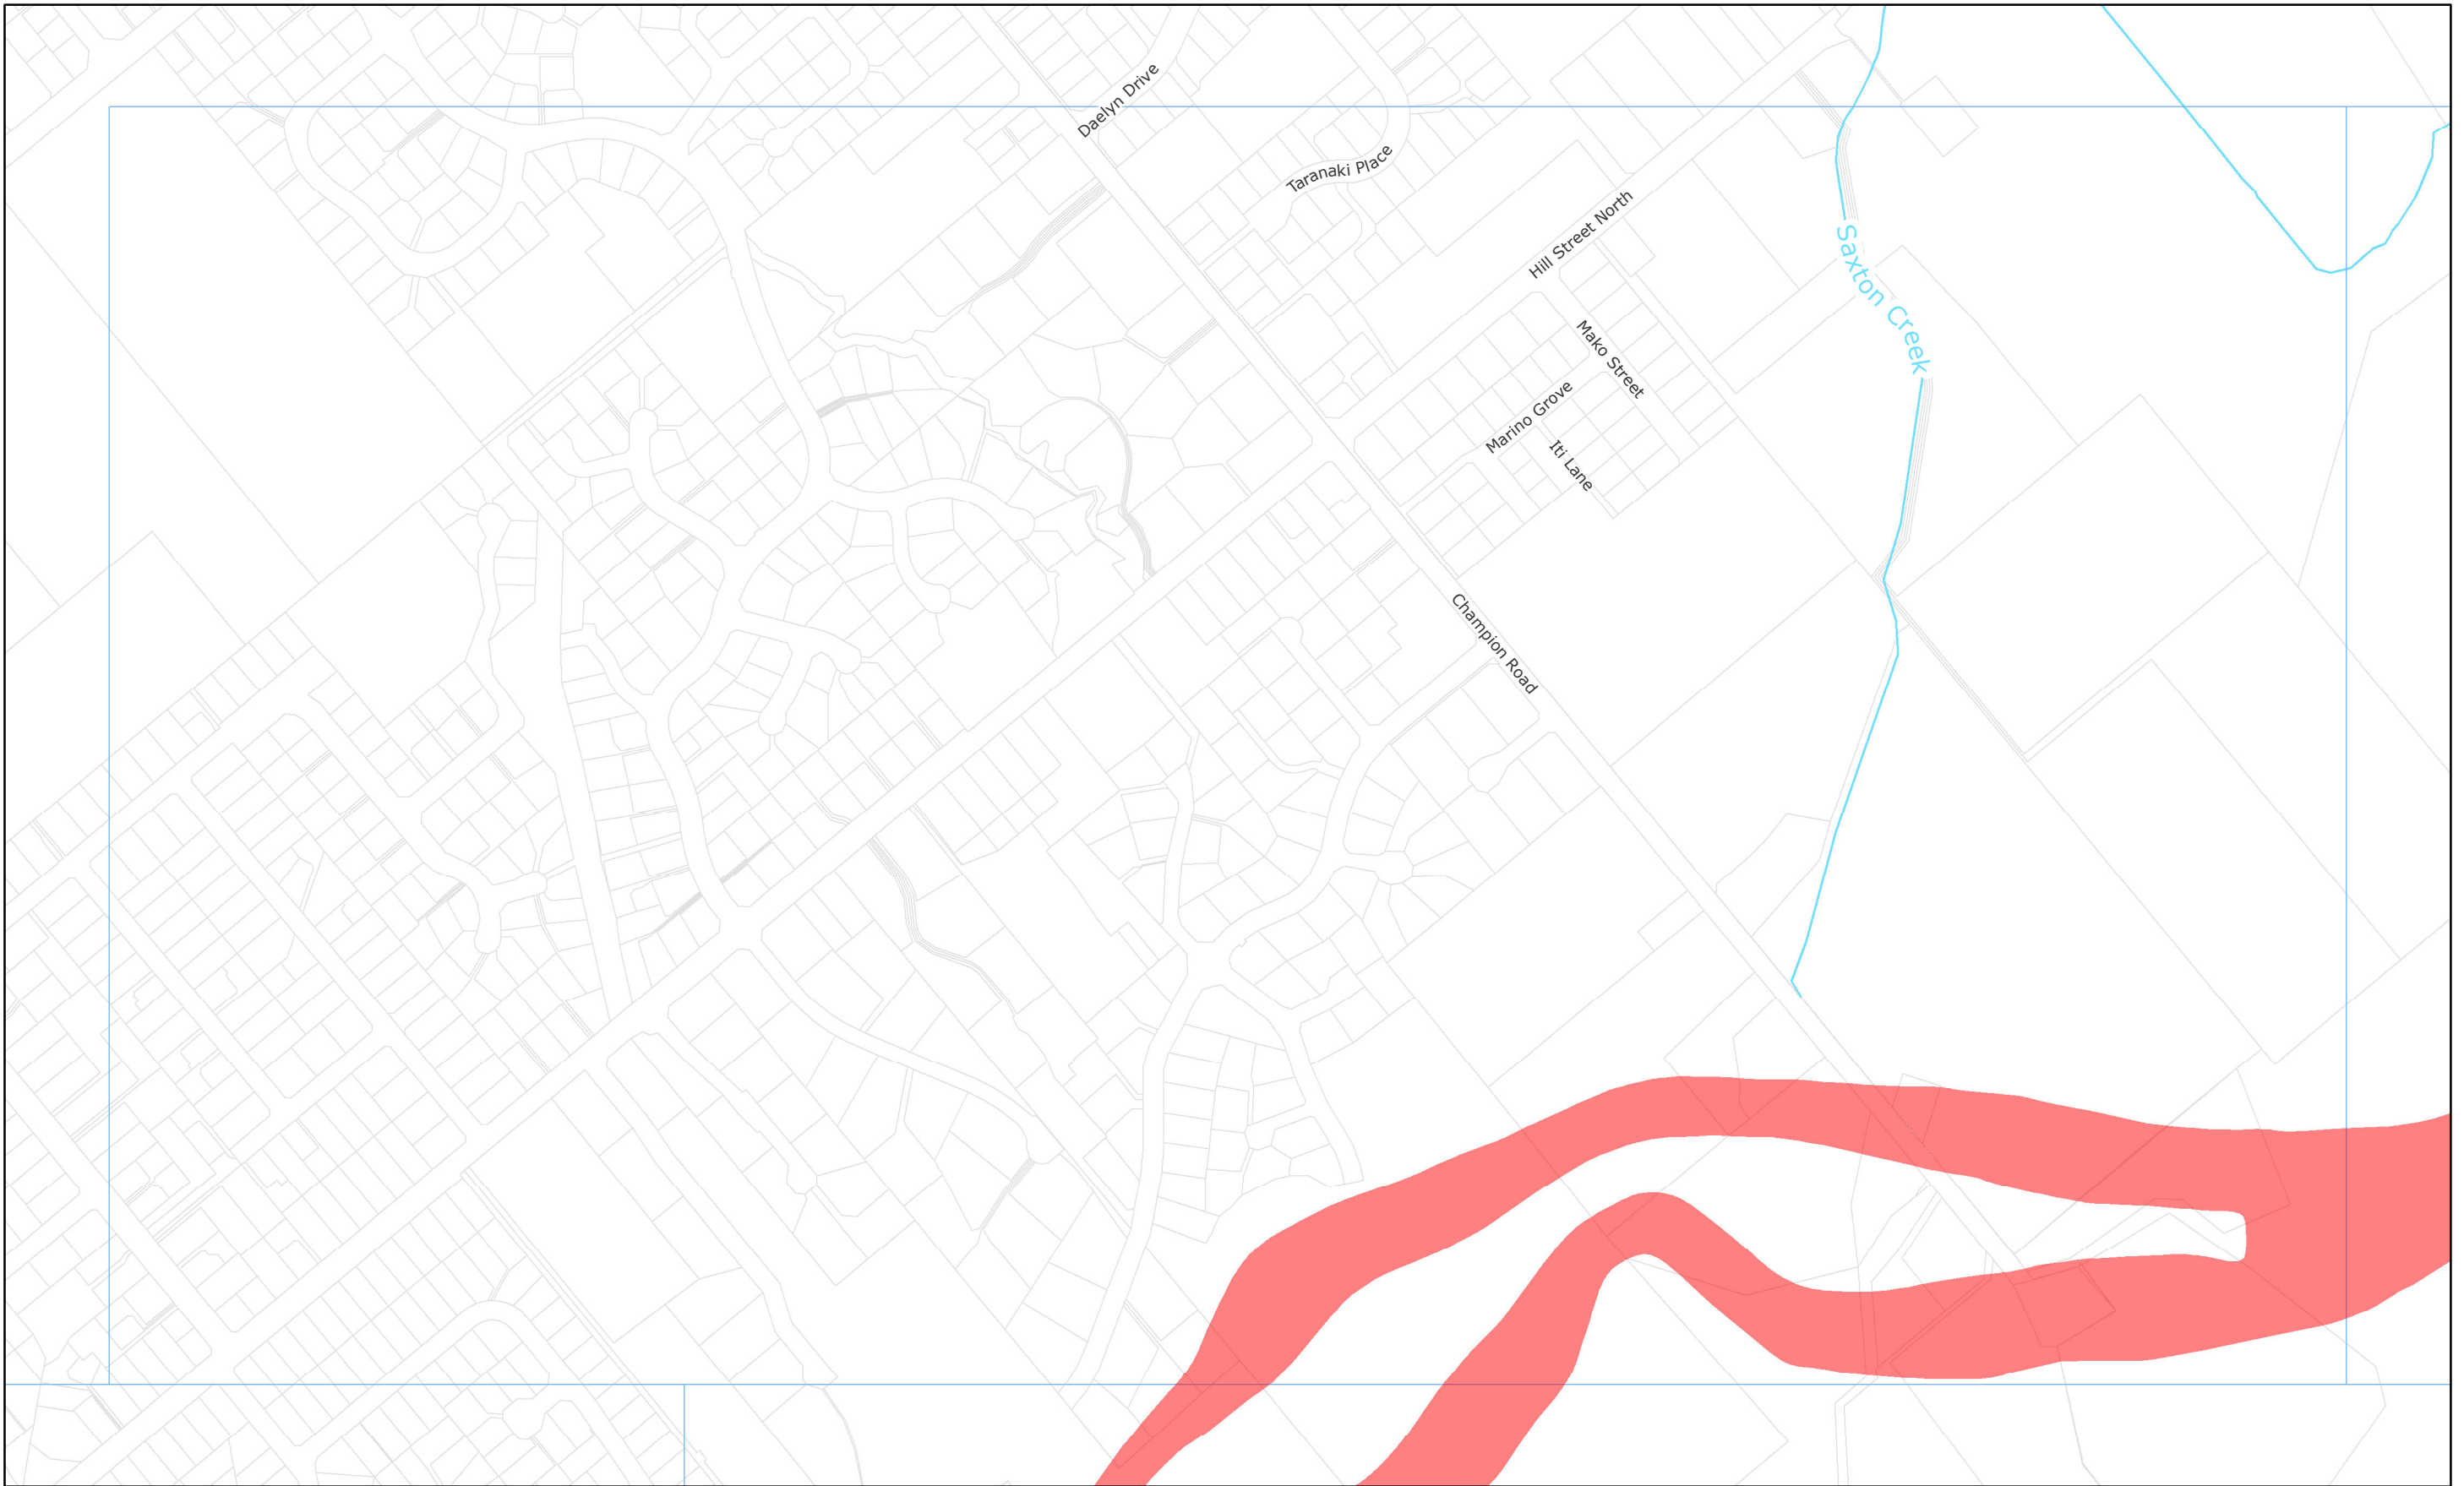 Daelyn Drive
Taranaki Place
Hill Street North
Saxton Creek
Mako Street
Marino Grove
Iti Lane
Champion Road